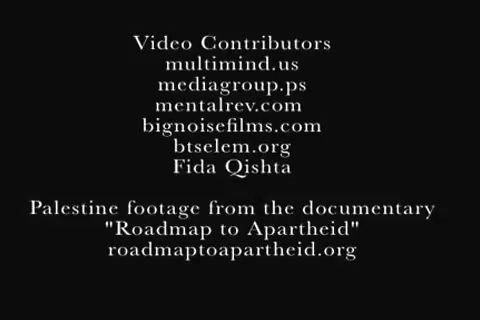 Video Contributors
multimind.us
mediagroup.ps
mentalrev.com
bignoisefilms.com
btselem.org
Fida Qishta
Palestine footage from the documentary
"Roadmap to Apartheid"
roadmaptoapartheid.org